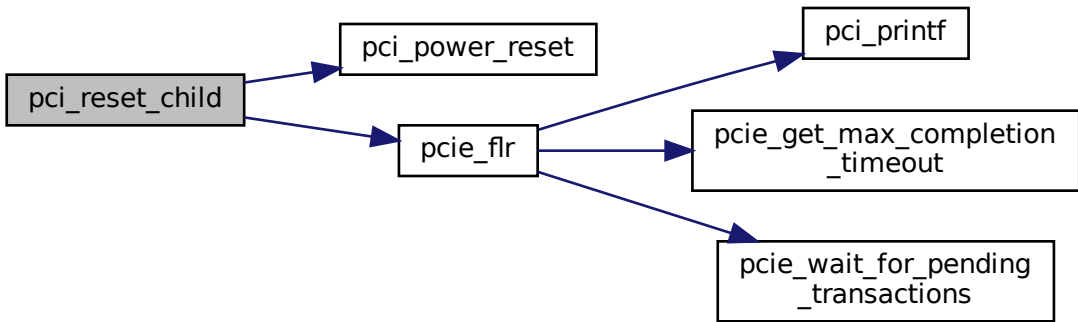 pci_reset_child
pci_power_reset
pcie_flr
pci_printf
pcie_get_max_completion
_timeout
pcie_wait_for_pending
_transactions